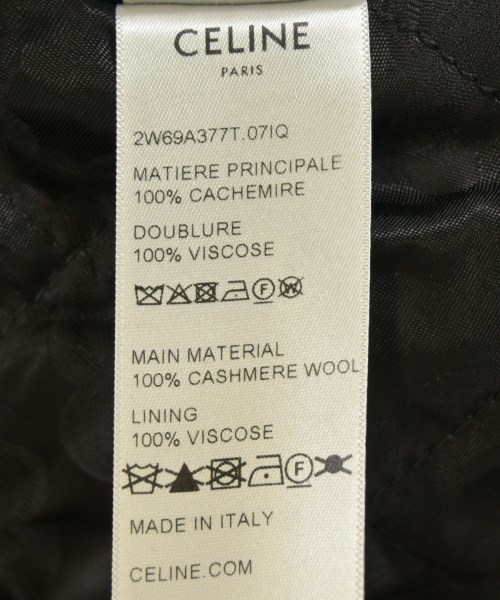 CELINE
PARIS
2W69A377T.07IQ
MATIERE PRINCIPALE
100% CACHEMIRE
DOUBLURE
100% VISCOSE
F W
MAIN MATERIAL
100% CASHMERE WOOL
LINING
100% VISCOSE
F
MADE IN ITALY
CELINE.COM